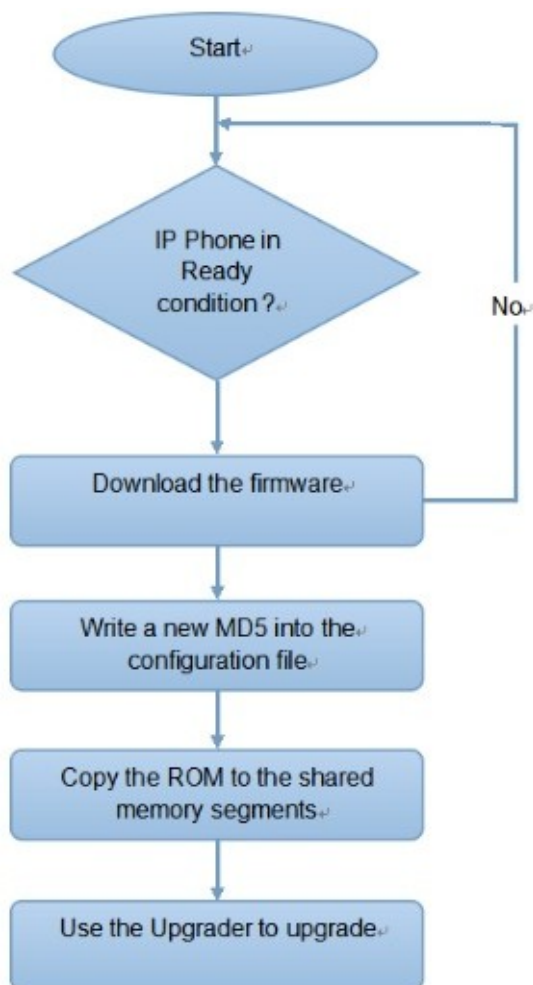 Start
IP Phone in
Ready
condition?
No
Download the firmware
Write a new MD5 into the
configuration file
Copy the ROM to the shared
memory segments
Use the Upgrader to upgrade